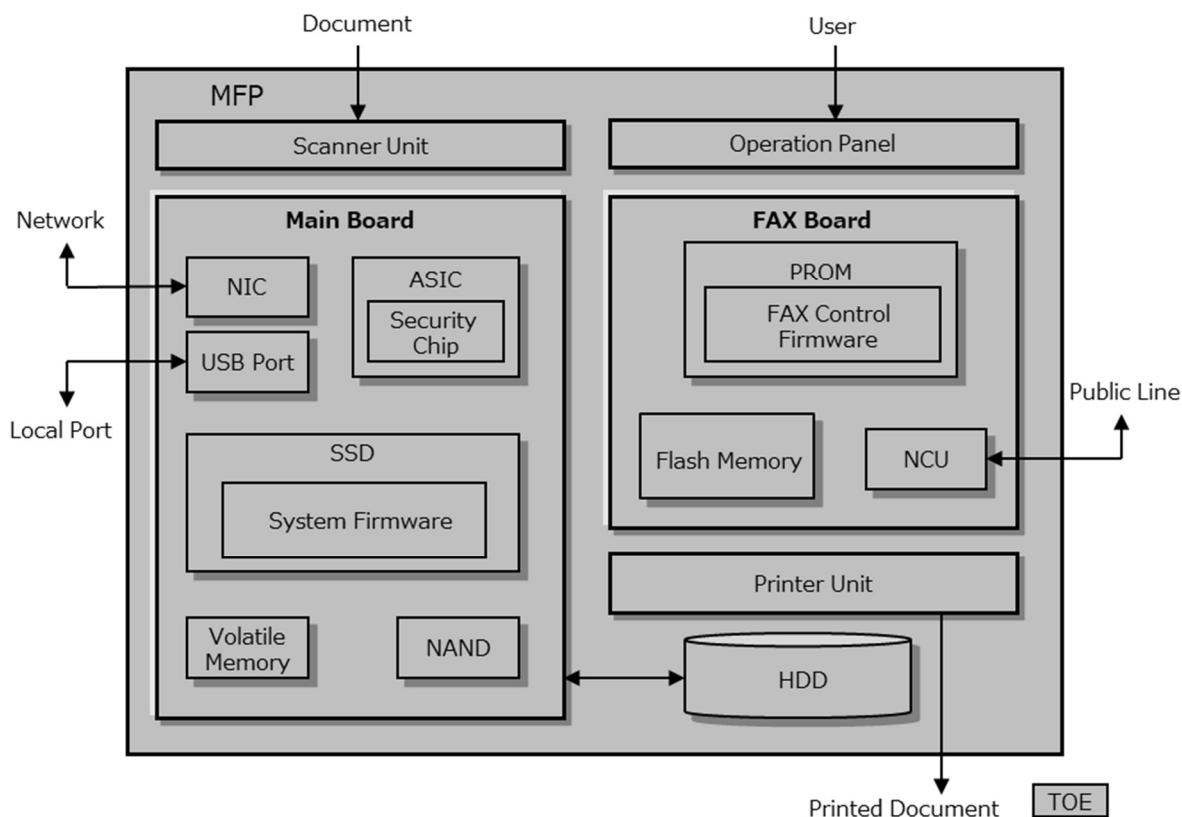 Document
User
MFP
Scanner Unit
Operation Panel
Main Board
FAX Board
Network
NIC
ASIC
Security
Chip
PROM
FAX Control
Firmware
USB Port
Local Port
Public Line
SSD
System Firmware
Flash Memory
NCU
Printer Unit
Volatile
Memory
NAND
HDD
Printed Document
TOE